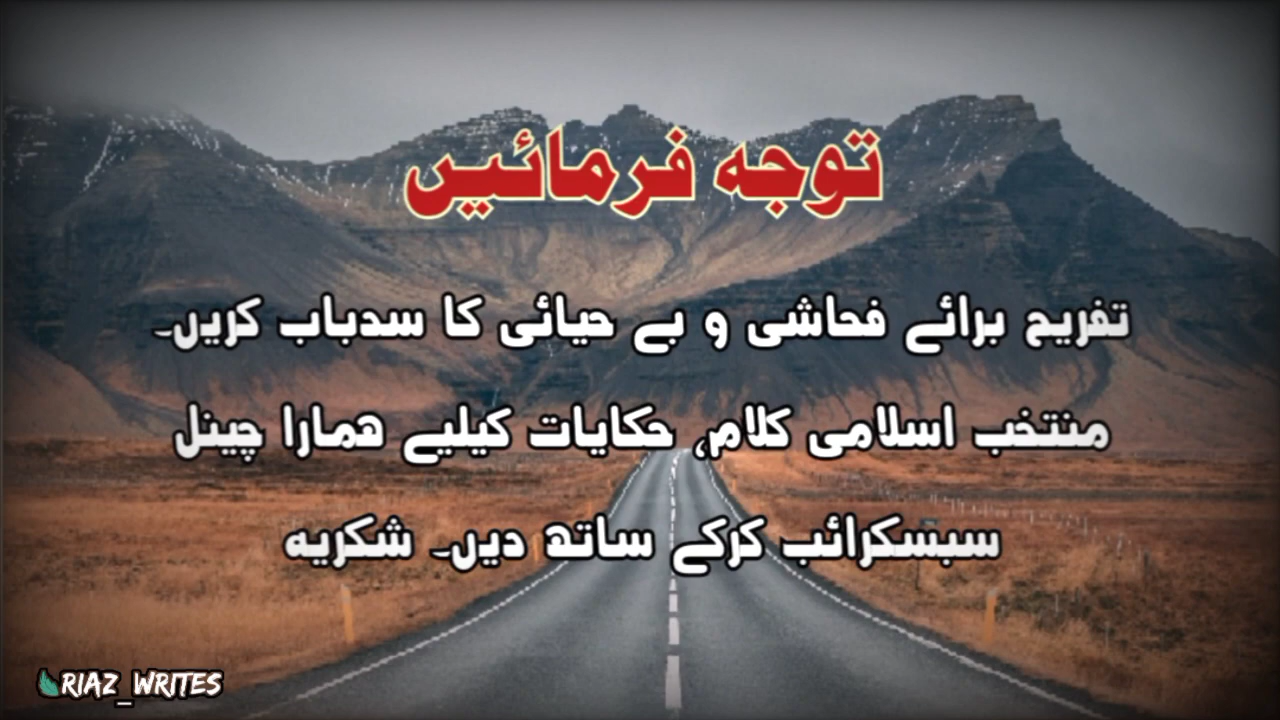 توجہ فرمائیں
تفریح برائے فحاشی و بے حیائی کا سدباب کریں۔
منتخب اسلامی کلام، حکایات کیلیے ھمارا چینل
سبسکرائب کرکے ساتھ دیں۔ شکریہ
RIAZ_WRITES